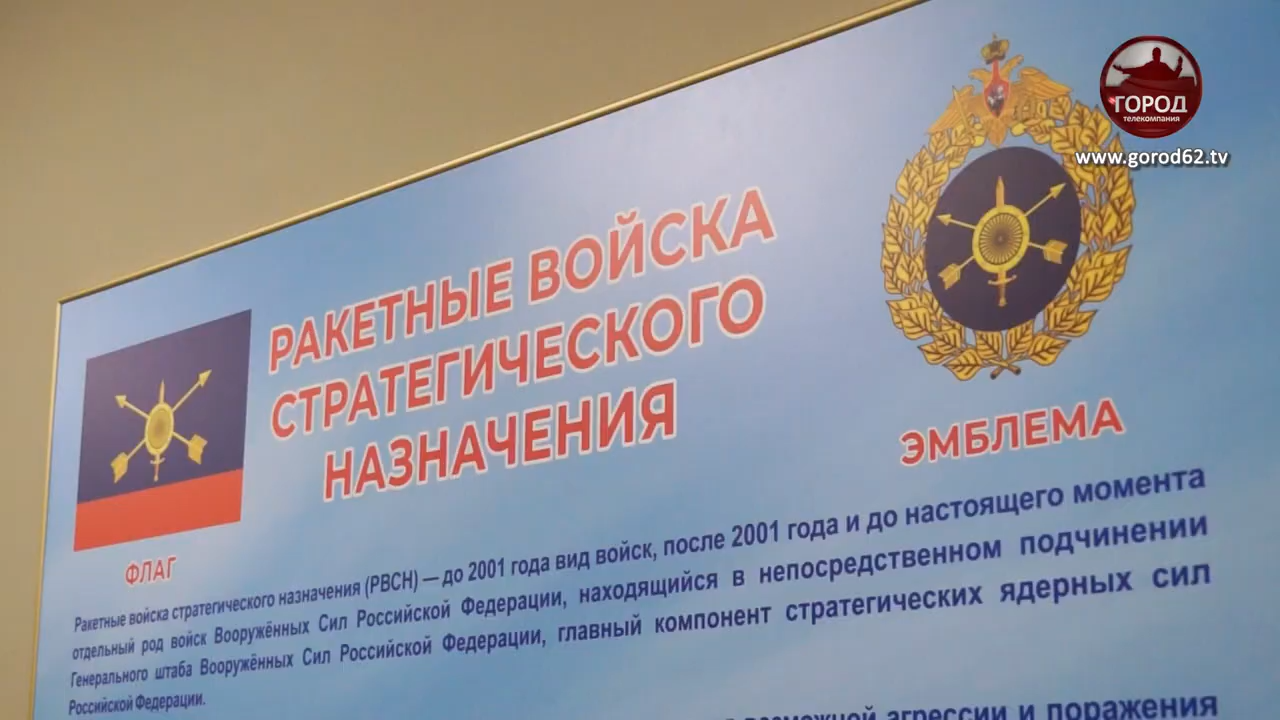 ГОРОД
телекомпания
www.gorod62.tv
РАКЕТНЫЕ ВОЙСКА
СТРАТЕГИЧЕСКОГО
НАЗНАЧЕНИЯ
ФЛАГ
ЭМБЛЕМА
Ракетные войска стратегического назначения (РВСН) — до 2001 года вид войск, после 2001 года и до настоящего момента
отдельный род войск Вооружённых Сил Российской Федерации, находящийся в непосредственном подчинении
Генерального штаба Вооружённых Сил Российской Федерации, главный компонент стратегических ядерных сил
Российской Федерации.
возможной агрессии и поражения